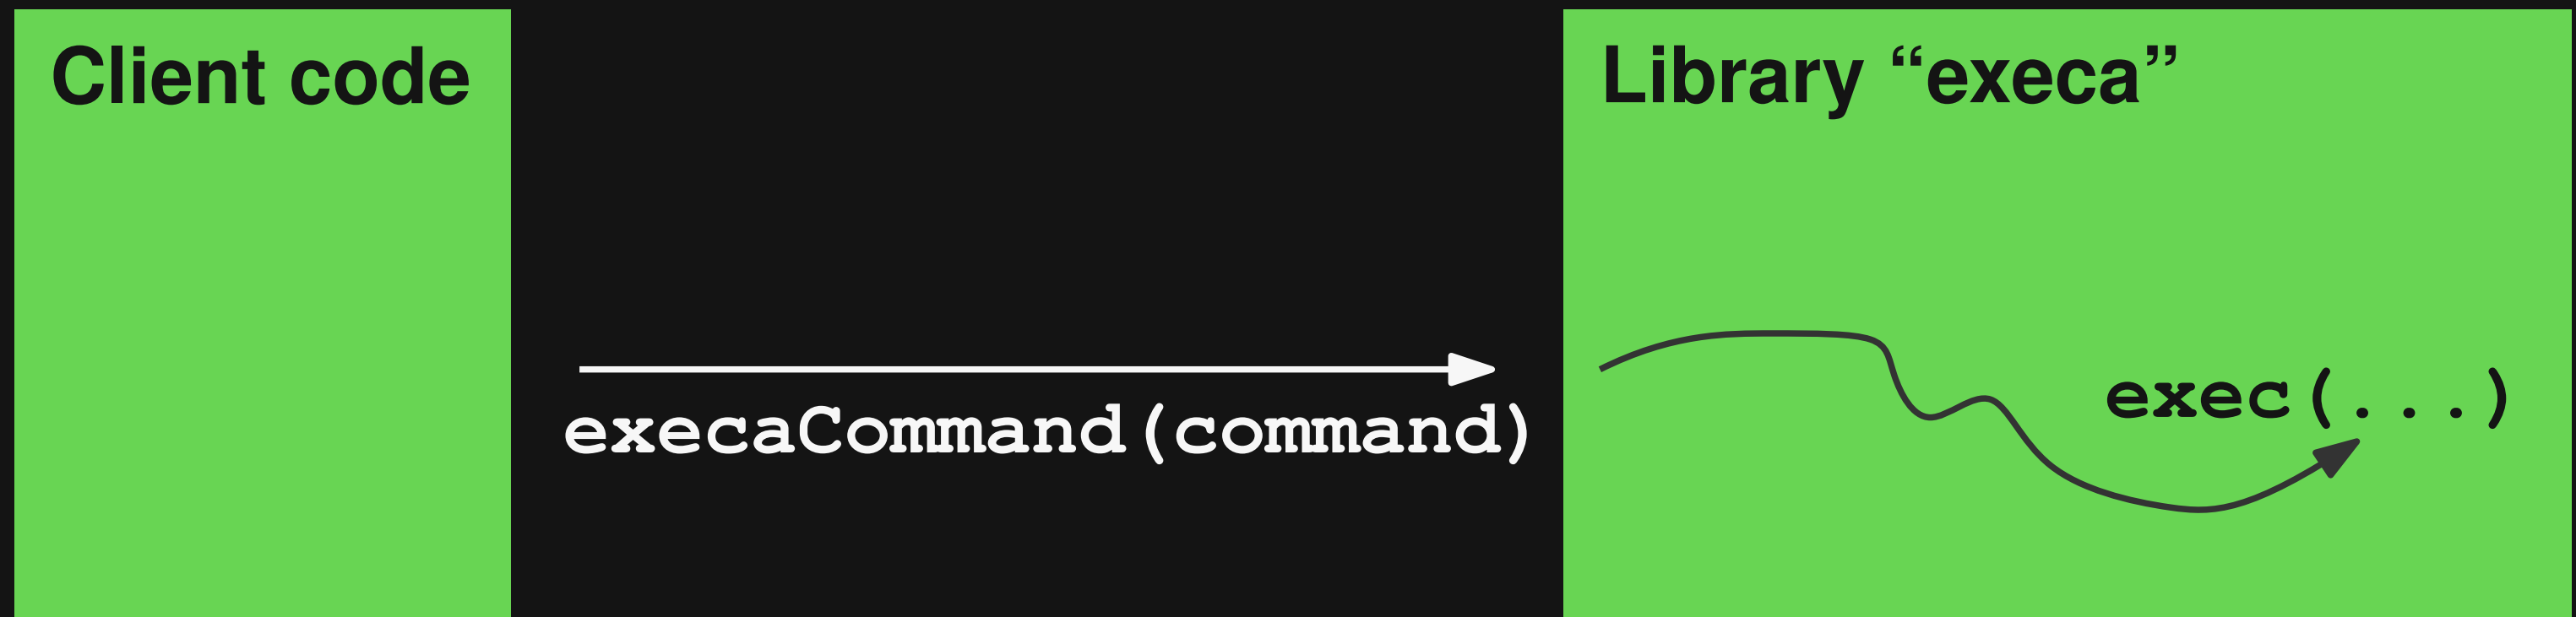 Client code
Library “execa”
execaCommand(command)
exec(...)